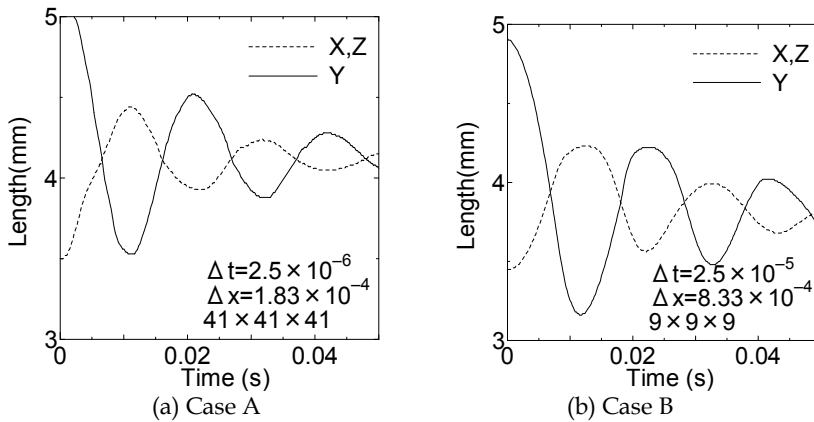 5
4
3
Length(mm)
X,Z
Y
Δt=2.5×10⁻⁶
Δx=1.83×10⁻⁴
41×41×41
0 0.02 0.04
Time (s)
(a) Case A
5
4
3
Length(mm)
X,Z
Y
Δt=2.5×10⁻⁵
Δx=8.33×10⁻⁴
9×9×9
0 0.02 0.04
Time (s)
(b) Case B